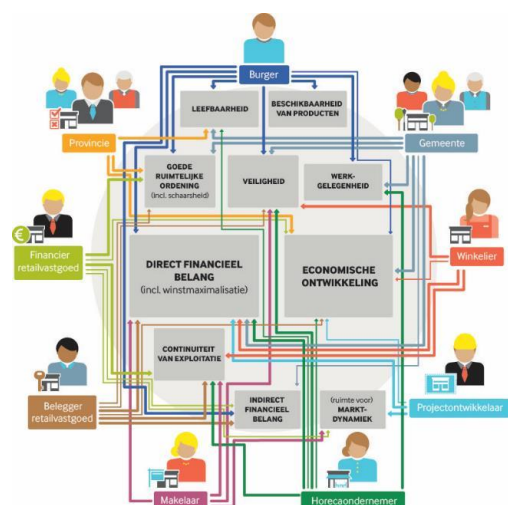 Burger
LEEFBAARHEID
BESCHIKBAARHEID
VAN PRODUCTEN
Provincie
Gemeente
GOEDE
RUIMTELIJKE
ORDENING
(incl. schaarsheid)
VEILIGHEID
WERK-
GELEGENHEID
Financier
retailvastgoed
Winkelier
DIRECT FINANCIEEL
BELANG
(incl. winstmaximalisatie)
ECONOMISCHE
ONTWIKKELING
CONTINUITEIT
VAN EXPLOITATIE
Belegger
retailvastgoed
Projectontwikkelaar
INDIRECT
FINANCIEEL
BELANG
(ruimte voor)
MARKT-
DYNAMIEK
Makelaar
Horecaondernemer